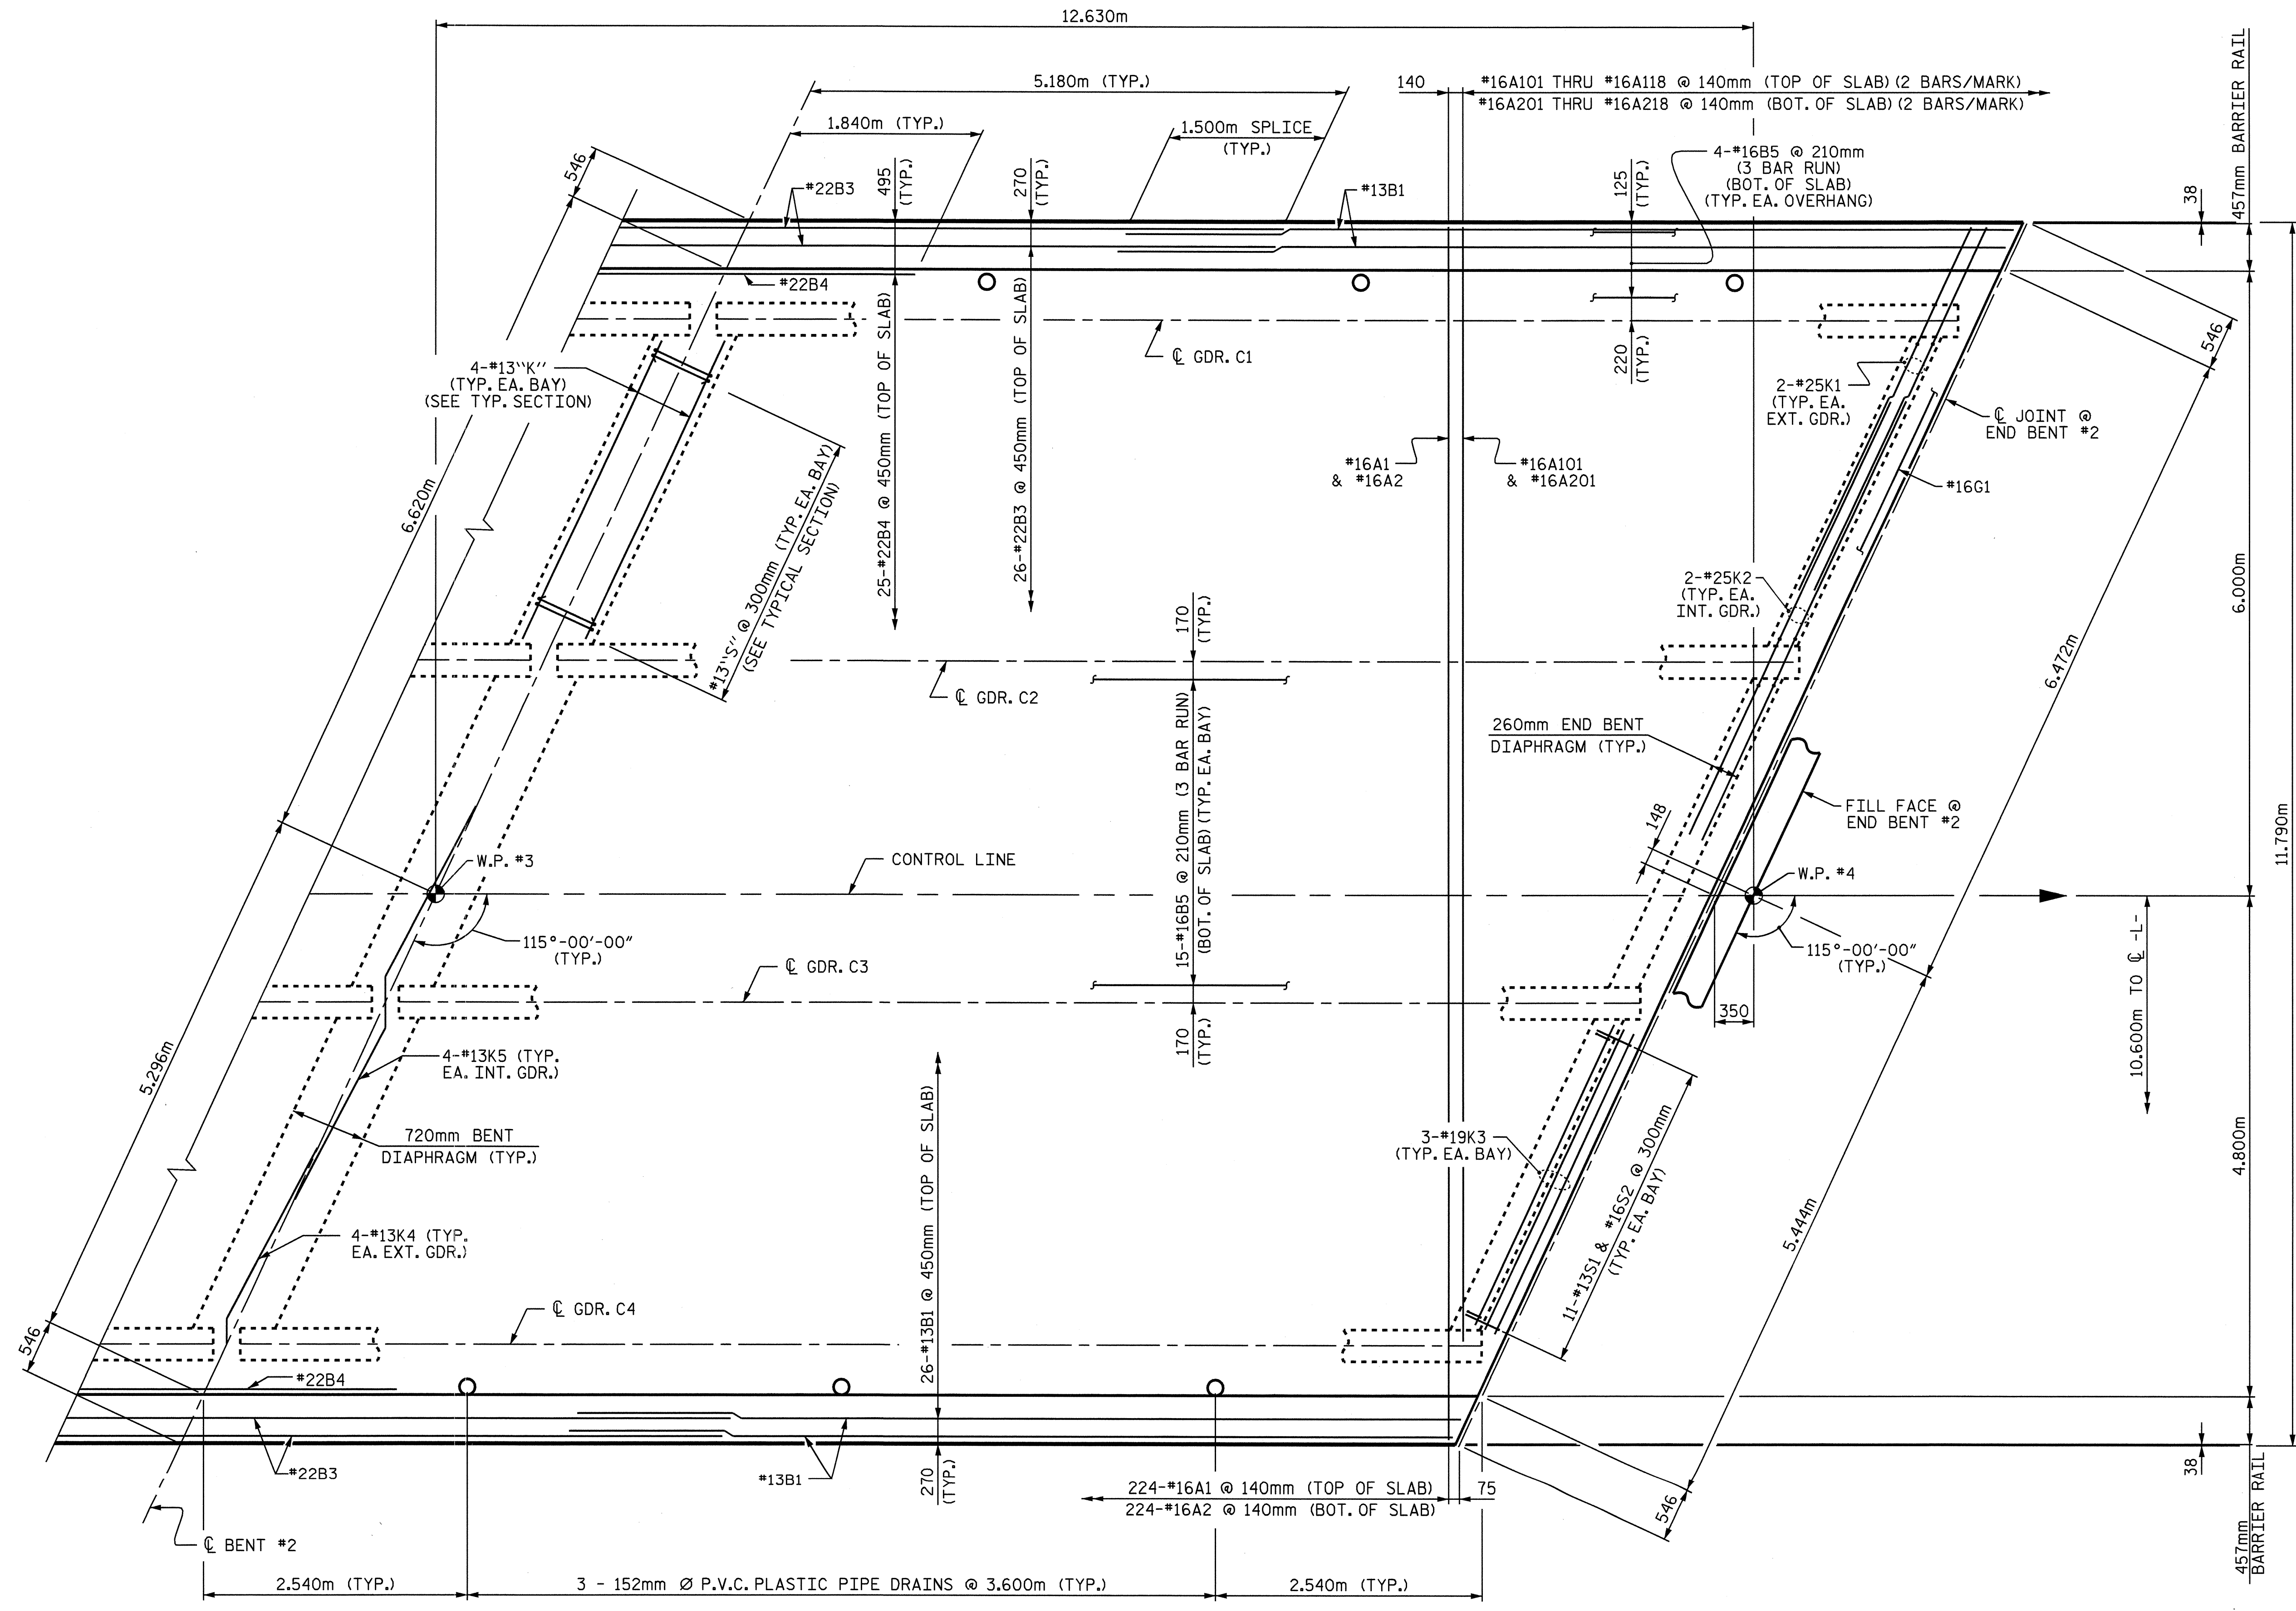 12.630m
5.180m (TYP.)
140
#16A101 THRU #16A118 @ 140mm (TOP OF SLAB)(2 BARS/MARK)
#16A201 THRU #16A218 @ 140mm (BOT. OF SLAB)(2 BARS/MARK)
457mm BARRIER RAIL
1.840m (TYP.)
1.500m SPLICE
(TYP.)
546
#22B3
495
(TYP.)
270
(TYP.)
#13B1
125
(TYP.)
4-#16B5 @ 210mm
(3 BAR RUN)
(BOT. OF SLAB)
(TYP. EA. OVERHANG)
38
#22B4
25-#22B4 @ 450mm (TOP OF SLAB)
26-#22B3 @ 450mm (TOP OF SLAB)
℄ GDR. C1
220
(TYP.)
546
4-#13"K"
(TYP. EA. BAY)
(SEE TYP. SECTION)
2-#25K1
(TYP. EA.
EXT. GDR.)
℄ JOINT @
END BENT #2
#16A1
& #16A2
#16A101
& #16A201
#16G1
6.620m
#13"S" @ 300mm (TYP. EA. BAY)
(SEE TYPICAL SECTION)
2-#25K2
(TYP. EA.
INT. GDR.)
6.000m
170
(TYP.)
℄ GDR. C2
6.472m
15-#16B5 @ 210mm (3 BAR RUN)
(BOT. OF SLAB)(TYP. EA. BAY)
260mm END BENT
DIAPHRAGM (TYP.)
FILL FACE @
END BENT #2
148
11.790m
W.P. #3
CONTROL LINE
W.P. #4
115°-00'-00"
(TYP.)
115°-00'-00"
(TYP.)
℄ GDR. C3
350
10.600m TO ℄ -L-
170
(TYP.)
5.296m
4-#13K5 (TYP.
EA. INT. GDR.)
26-#13B1 @ 450mm (TOP OF SLAB)
720mm BENT
DIAPHRAGM (TYP.)
3-#19K3
(TYP. EA. BAY)
11-#13S1 & #16S2 @ 300mm
(TYP. EA. BAY)
4.800m
5.444m
4-#13K4 (TYP.
EA. EXT. GDR.)
℄ GDR. C4
546
#22B4
#22B3
#13B1
270
(TYP.)
224-#16A1 @ 140mm (TOP OF SLAB)
224-#16A2 @ 140mm (BOT. OF SLAB)
75
546
38
457mm
BARRIER RAIL
℄ BENT #2
2.540m (TYP.)
3 - 152mm Ø P.V.C. PLASTIC PIPE DRAINS @ 3.600m (TYP.)
2.540m (TYP.)